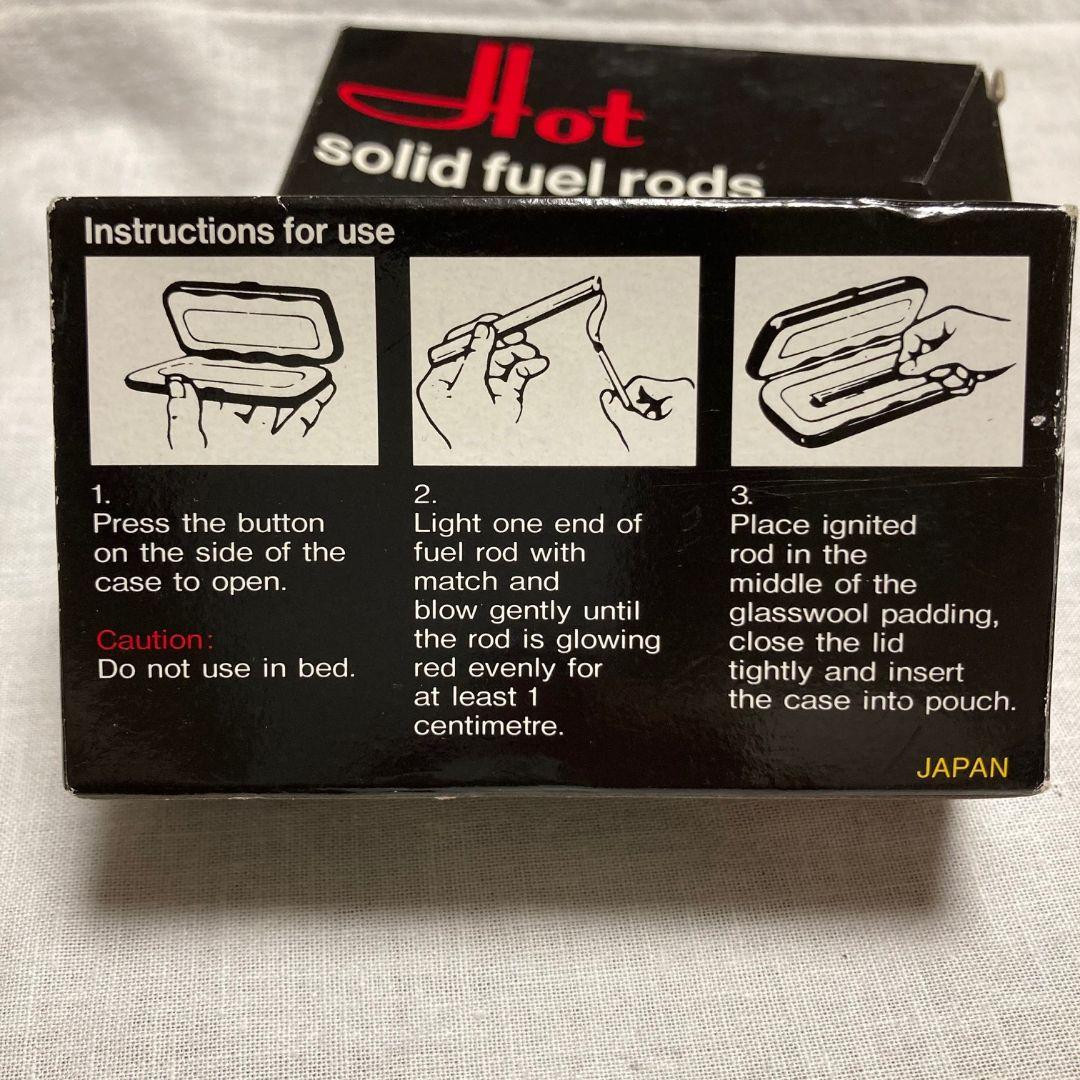 Hot
solid fuel rods
Instructions for use
1.
Press the button
on the side of the
case to open.
Caution:
Do not use in bed.
2.
Light one end of
fuel rod with
match and
blow gently until
the rod is glowing
red evenly for
at least 1
centimetre.
3.
Place ignited
rod in the
middle of the
glasswool padding,
close the lid
tightly and insert
the case into pouch.
JAPAN